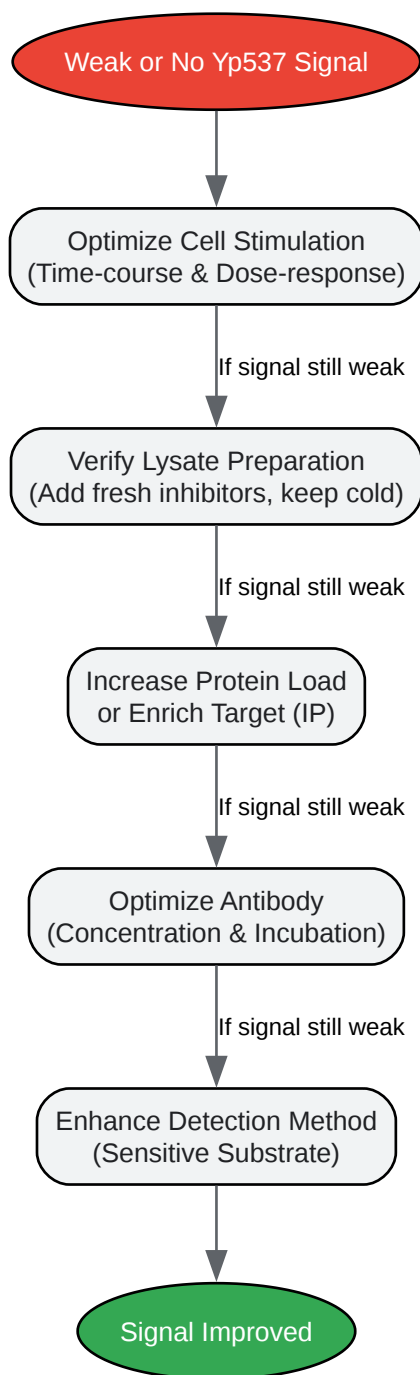 Weak or No Yp537 Signal
Optimize Cell Stimulation
(Time-course & Dose-response)
If signal still weak
Verify Lysate Preparation
(Add fresh inhibitors, keep cold)
If signal still weak
Increase Protein Load
or Enrich Target (IP)
If signal still weak
Optimize Antibody
(Concentration & Incubation)
If signal still weak
Enhance Detection Method
(Sensitive Substrate)
Signal Improved